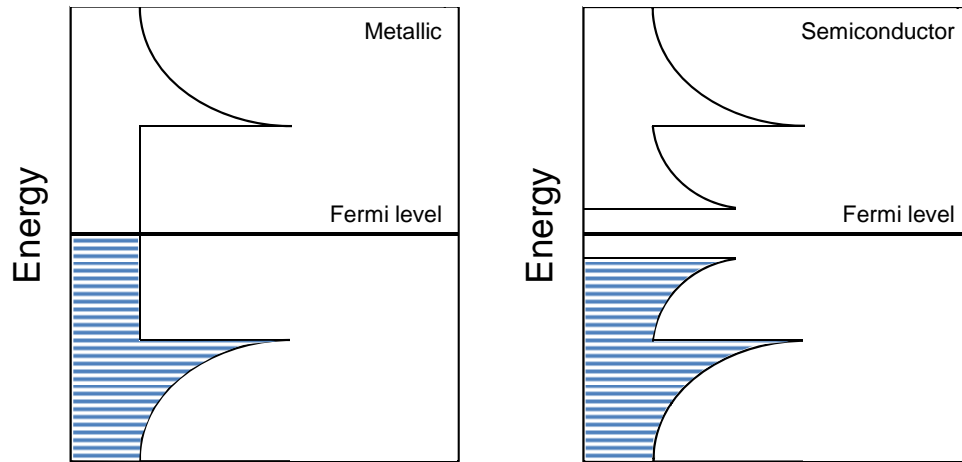 Energy
Metallic
Fermi level
Energy
Semiconductor
Fermi level